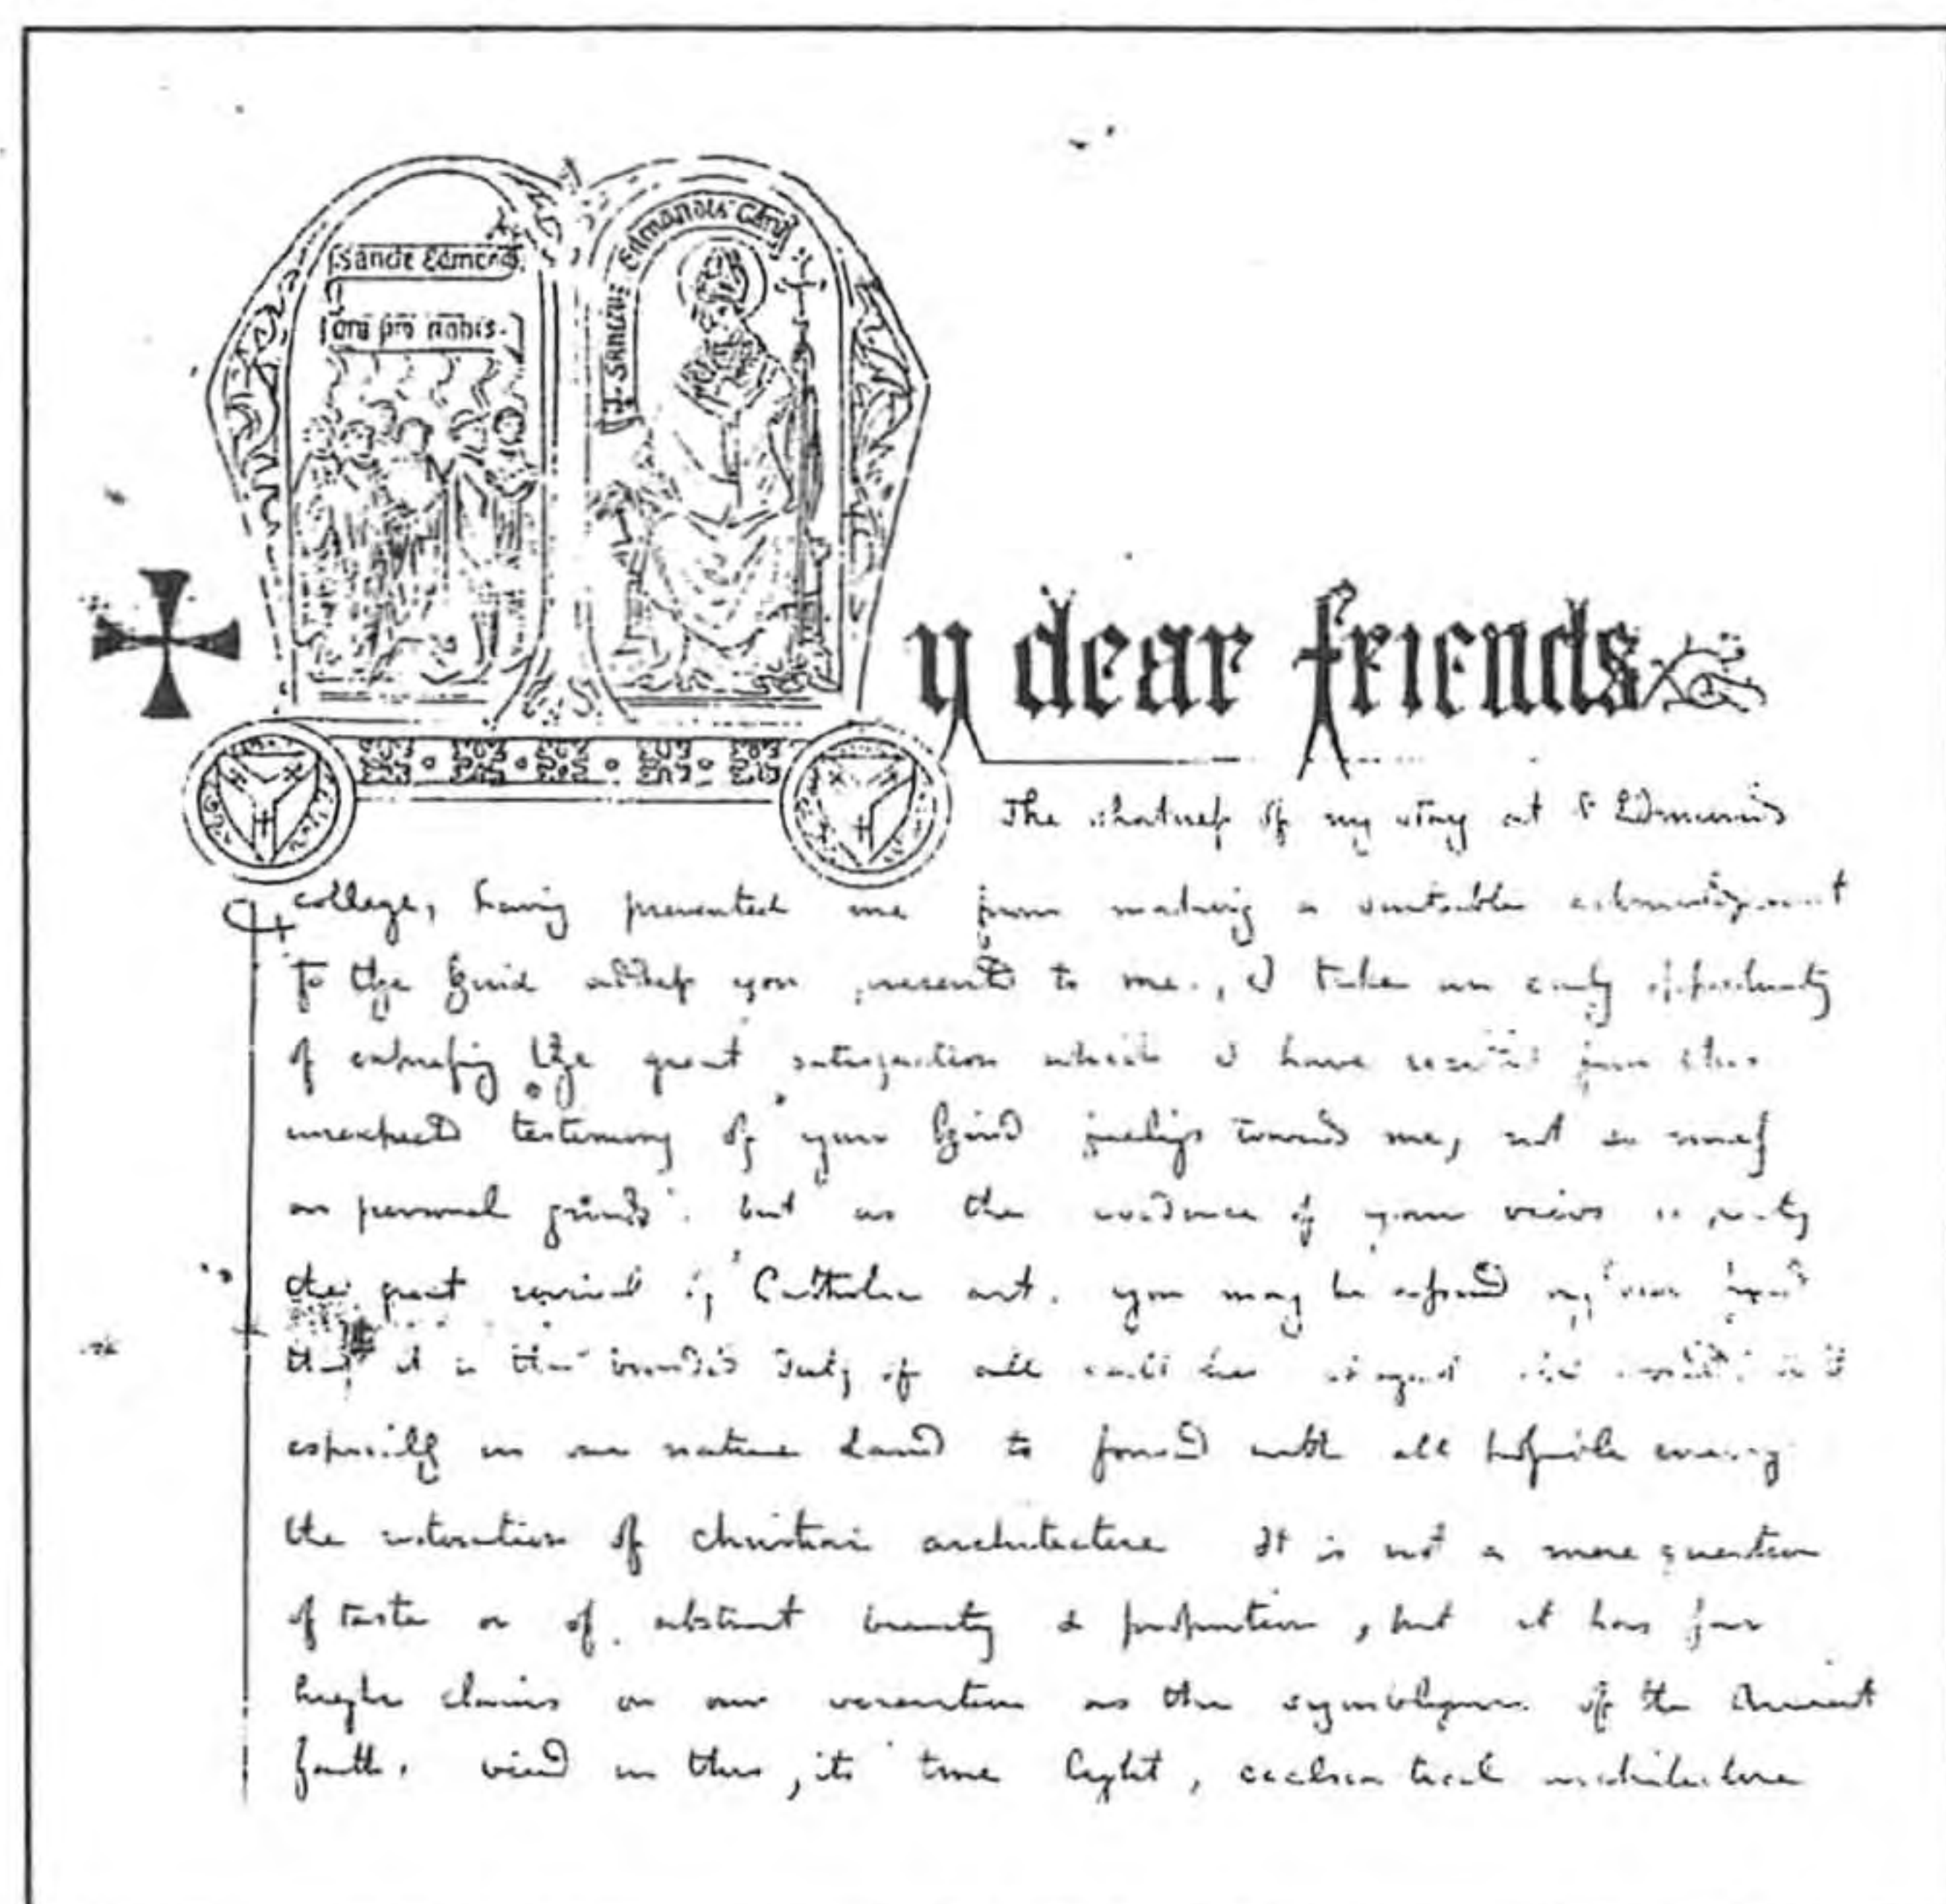 Sancte Edmunde
ora pro nobis.
Sanctus Edmundus Cant
My dear friends
The shortness of my stay at St Edmunds
college, having prevented me from making a suitable acknowledgment
to the kind address you presented to me, I take an early opportunity
of expressing the great satisfaction which I have received from this
unexpected testimony of your kind feelings towards me, not so much
on personal grounds but as the evidence of your views
the great revival of Catholic art. you may be assured my dear
that it is the bounden duty of all
especially in our native Land to forward with all possible energy
the restoration of christian architecture It is not a mere question
of taste or of abstract beauty & proportion, but it has far
higher claims on our veneration as the symbolism of the Ancient
faith. viewed in this, its true light, ecclesiastical architecture